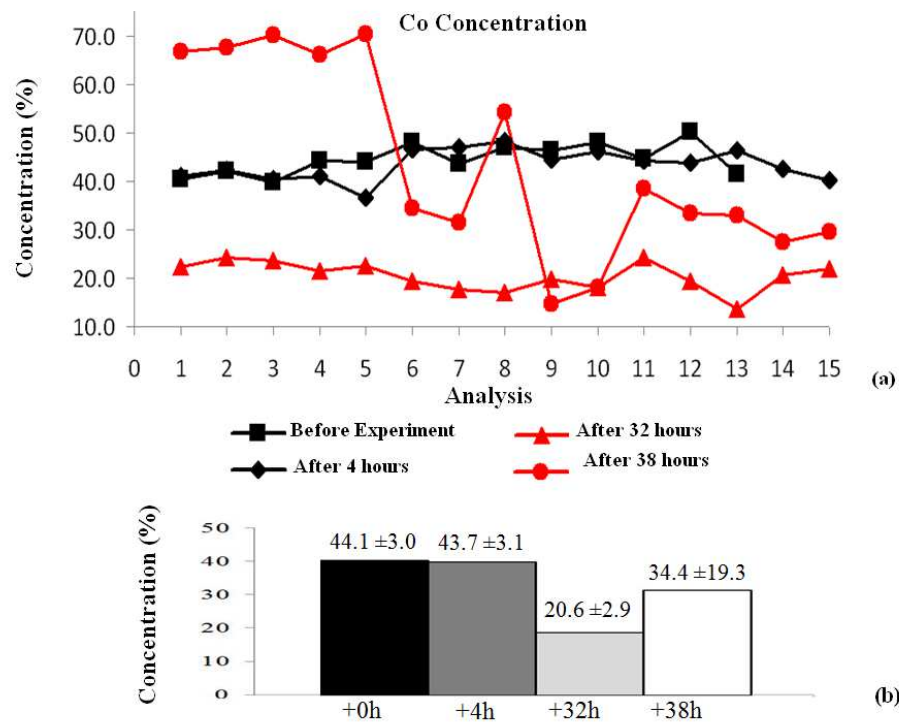 Co Concentration
Concentration (%)
70.0
60.0
50.0
40.0
30.0
20.0
10.0
0 1 2 3 4 5 6 7 8 9 10 11 12 13 14 15
Analysis
(a)
Before Experiment
After 32 hours
After 4 hours
After 38 hours
Concentration (%)
50
40
30
20
10
0
44.1 ±3.0
43.7 ±3.1
20.6 ±2.9
34.4 ±19.3
+0h +4h +32h +38h
(b)